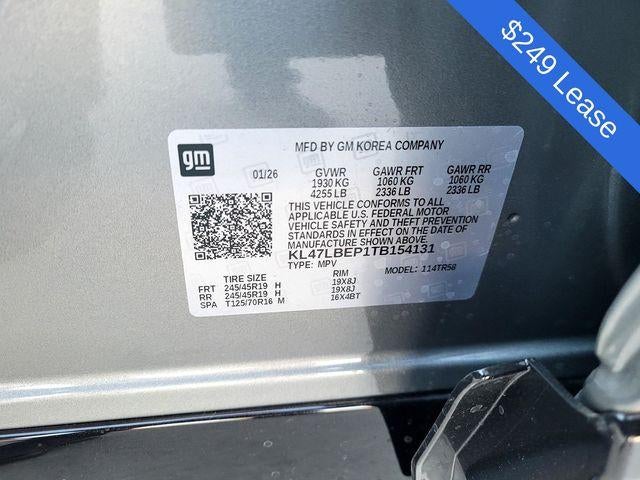 $249 Lease
gm
MFD BY GM KOREA COMPANY
01/26
GVWR GAWR FRT GAWR RR
1930 KG 1060 KG 1060 KG
4255 LB 2336 LB 2336 LB
THIS VEHICLE CONFORMS TO ALL
APPLICABLE U.S. FEDERAL MOTOR
VEHICLE SAFETY AND THEFT PREVENTION
STANDARDS IN EFFECT ON THE DATE OF
MANUFACTURE SHOWN ABOVE.
KL47LBEP1TB154131
TYPE: MPV MODEL: 114TR58
TIRE SIZE RIM
FRT 245/45R19 H 19X8J
RR 245/45R19 H 19X8J
SPA T125/70R16 M 16X4BT